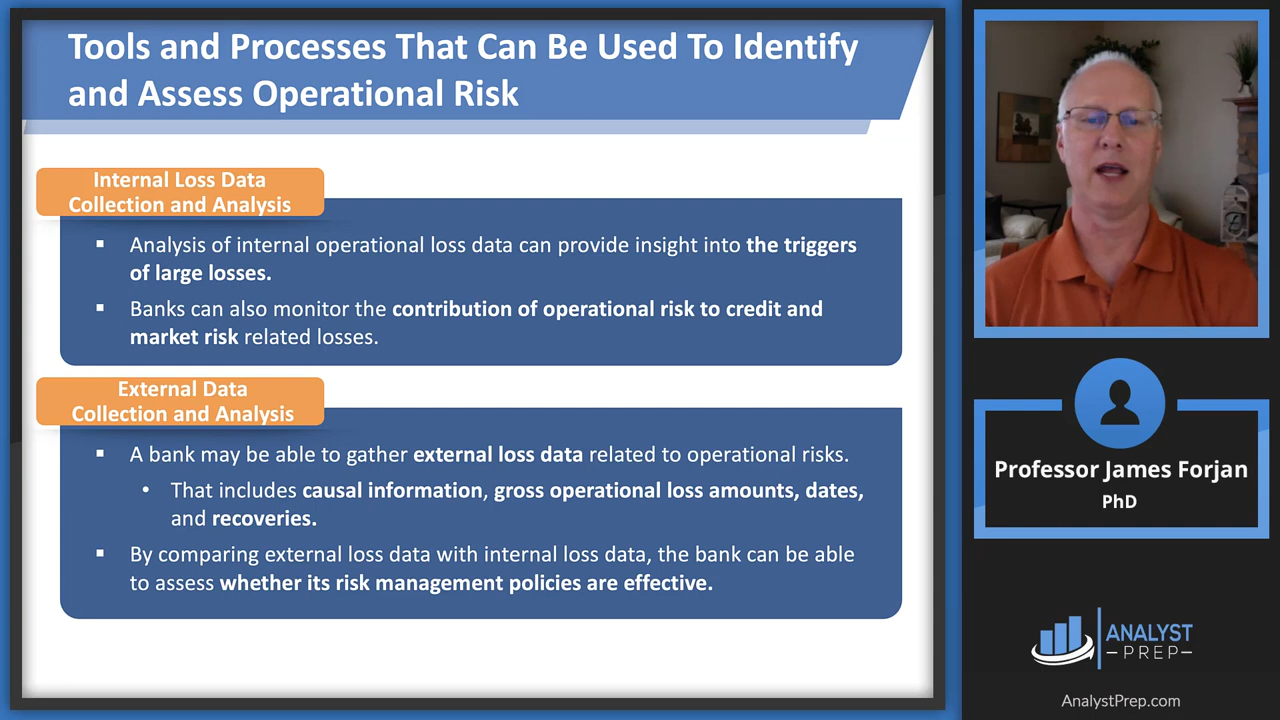 Tools and Processes That Can Be Used To Identify
and Assess Operational Risk
Internal Loss Data
Collection and Analysis
▪ Analysis of internal operational loss data can provide insight into the triggers
of large losses.
▪ Banks can also monitor the contribution of operational risk to credit and
market risk related losses.
External Data
Collection and Analysis
▪ A bank may be able to gather external loss data related to operational risks.
• That includes causal information, gross operational loss amounts, dates,
and recoveries.
▪ By comparing external loss data with internal loss data, the bank can be able
to assess whether its risk management policies are effective.
Professor James Forjan
PhD
ANALYST
–PREP–
AnalystPrep.com